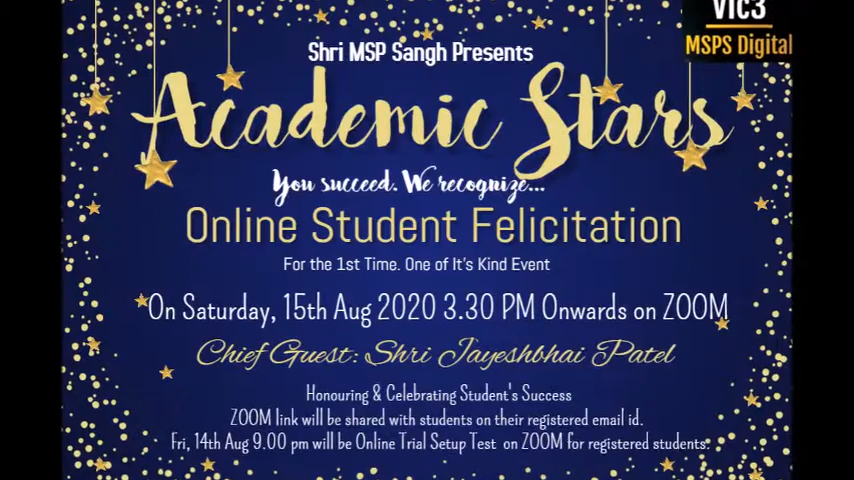 Vic3
MSPS Digital
Shri MSP Sangh Presents
Academic Stars
You succeed. We recognize...
Online Student Felicitation
For the 1st Time. One of It's Kind Event
On Saturday, 15th Aug 2020 3.30 PM Onwards on ZOOM
Chief Guest: Shri Jayeshbhai Patel
Honouring & Celebrating Student's Success
ZOOM link will be shared with students on their registered email id.
Fri, 14th Aug 9.00 pm will be Online Trial Setup Test on ZOOM for registered students.